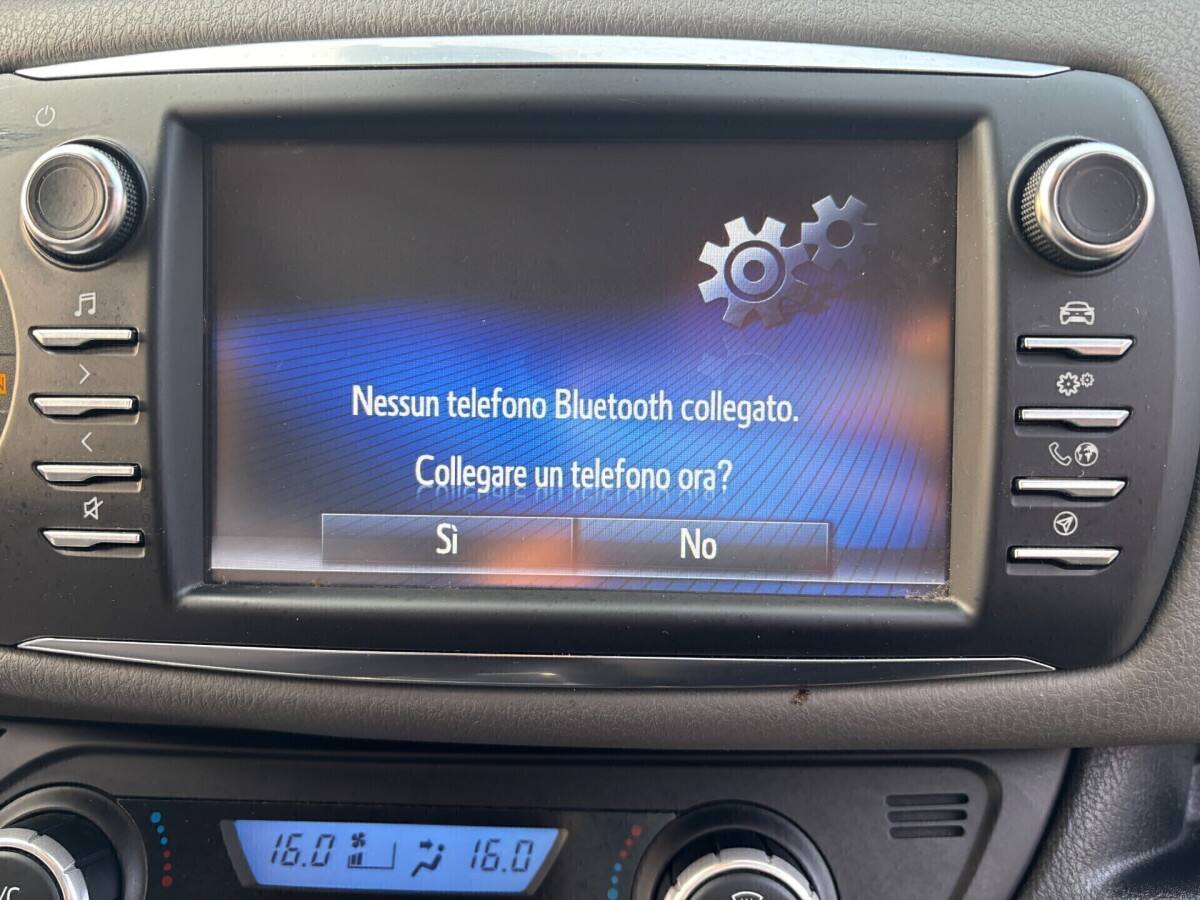 Nessun telefono Bluetooth collegato.
Collegare un telefono ora?
Sì No
16.0 16.0